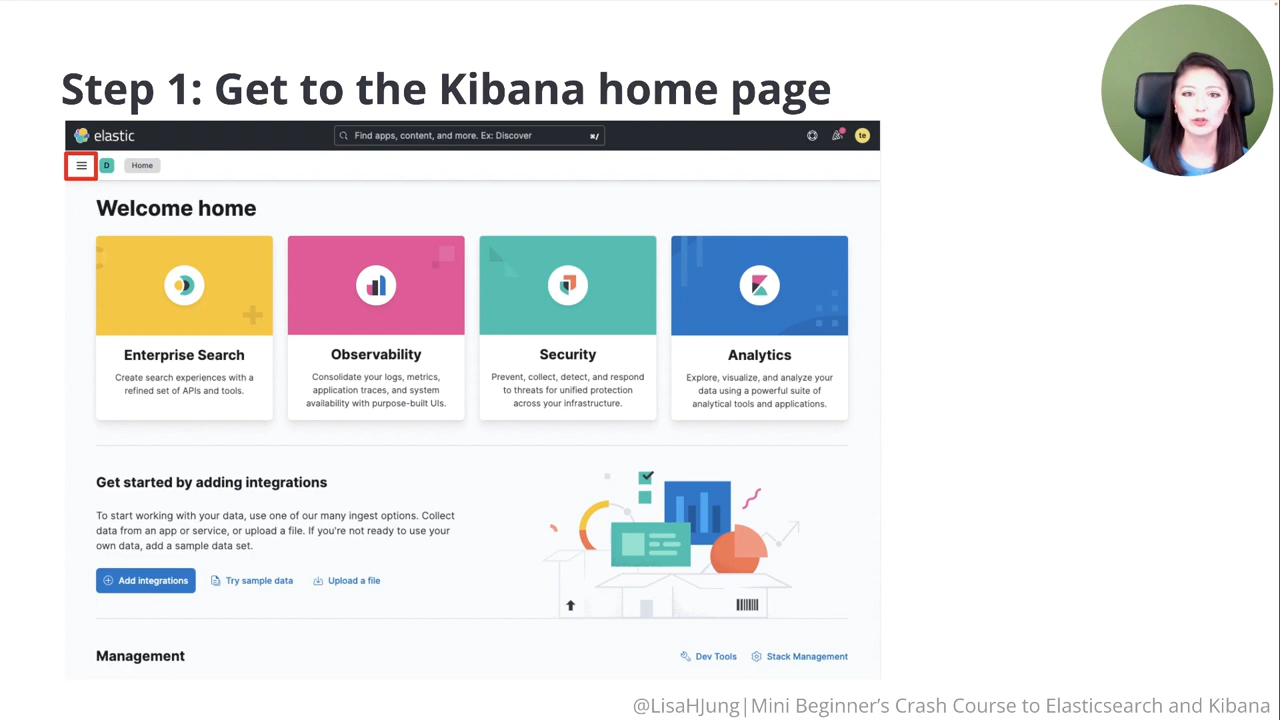 Step 1: Get to the Kibana home page
elastic
Find apps, content, and more. Ex: Discover
⌘/
te
D
Home
Welcome home
Enterprise Search
Create search experiences with a
refined set of APIs and tools.
Observability
Consolidate your logs, metrics,
application traces, and system
availability with purpose-built UIs.
Security
Prevent, collect, detect, and respond
to threats for unified protection
across your infrastructure.
Analytics
Explore, visualize, and analyze your
data using a powerful suite of
analytical tools and applications.
Get started by adding integrations
To start working with your data, use one of our many ingest options. Collect
data from an app or service, or upload a file. If you're not ready to use your
own data, add a sample data set.
Add integrations
Try sample data
Upload a file
Management
Dev Tools
Stack Management
@LisaHJung|Mini Beginner's Crash Course to Elasticsearch and Kibana